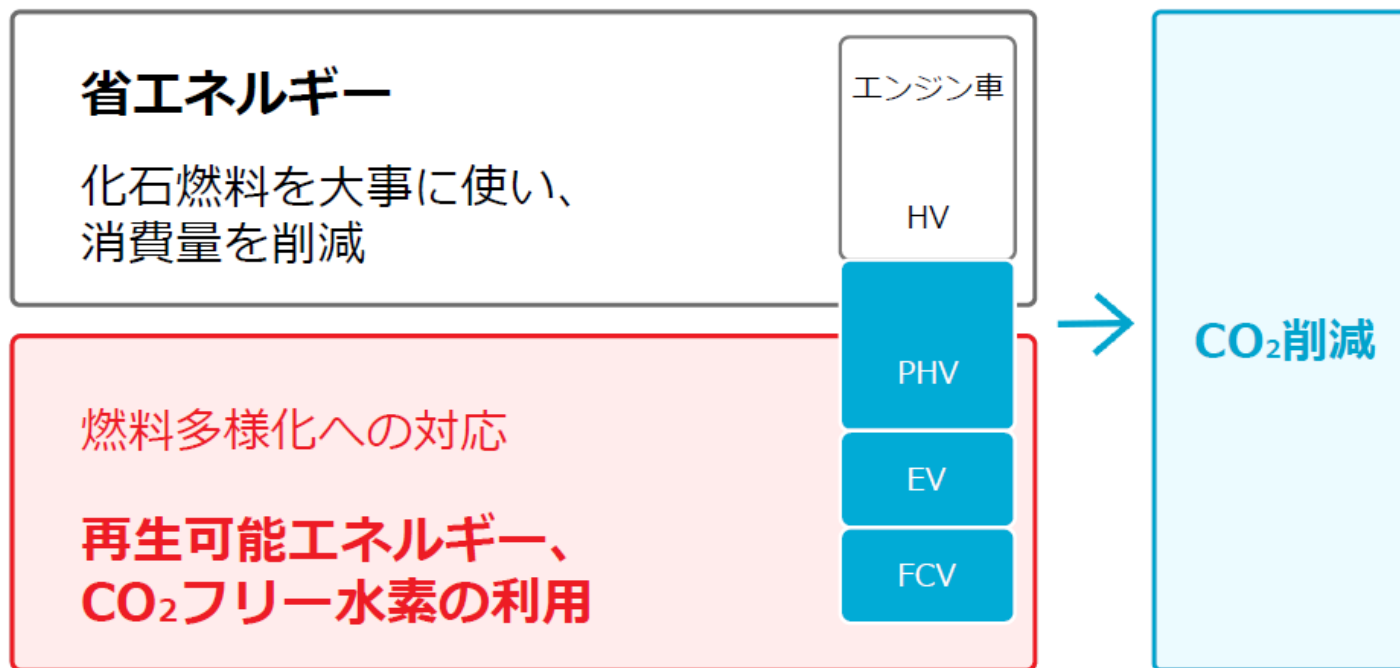 省エネルギー
化石燃料を大事に使い、
消費量を削減
エンジン車
HV
PHV
EV
FCV
燃料多様化への対応
再生可能エネルギー、
CO₂フリー水素の利用
CO₂削減